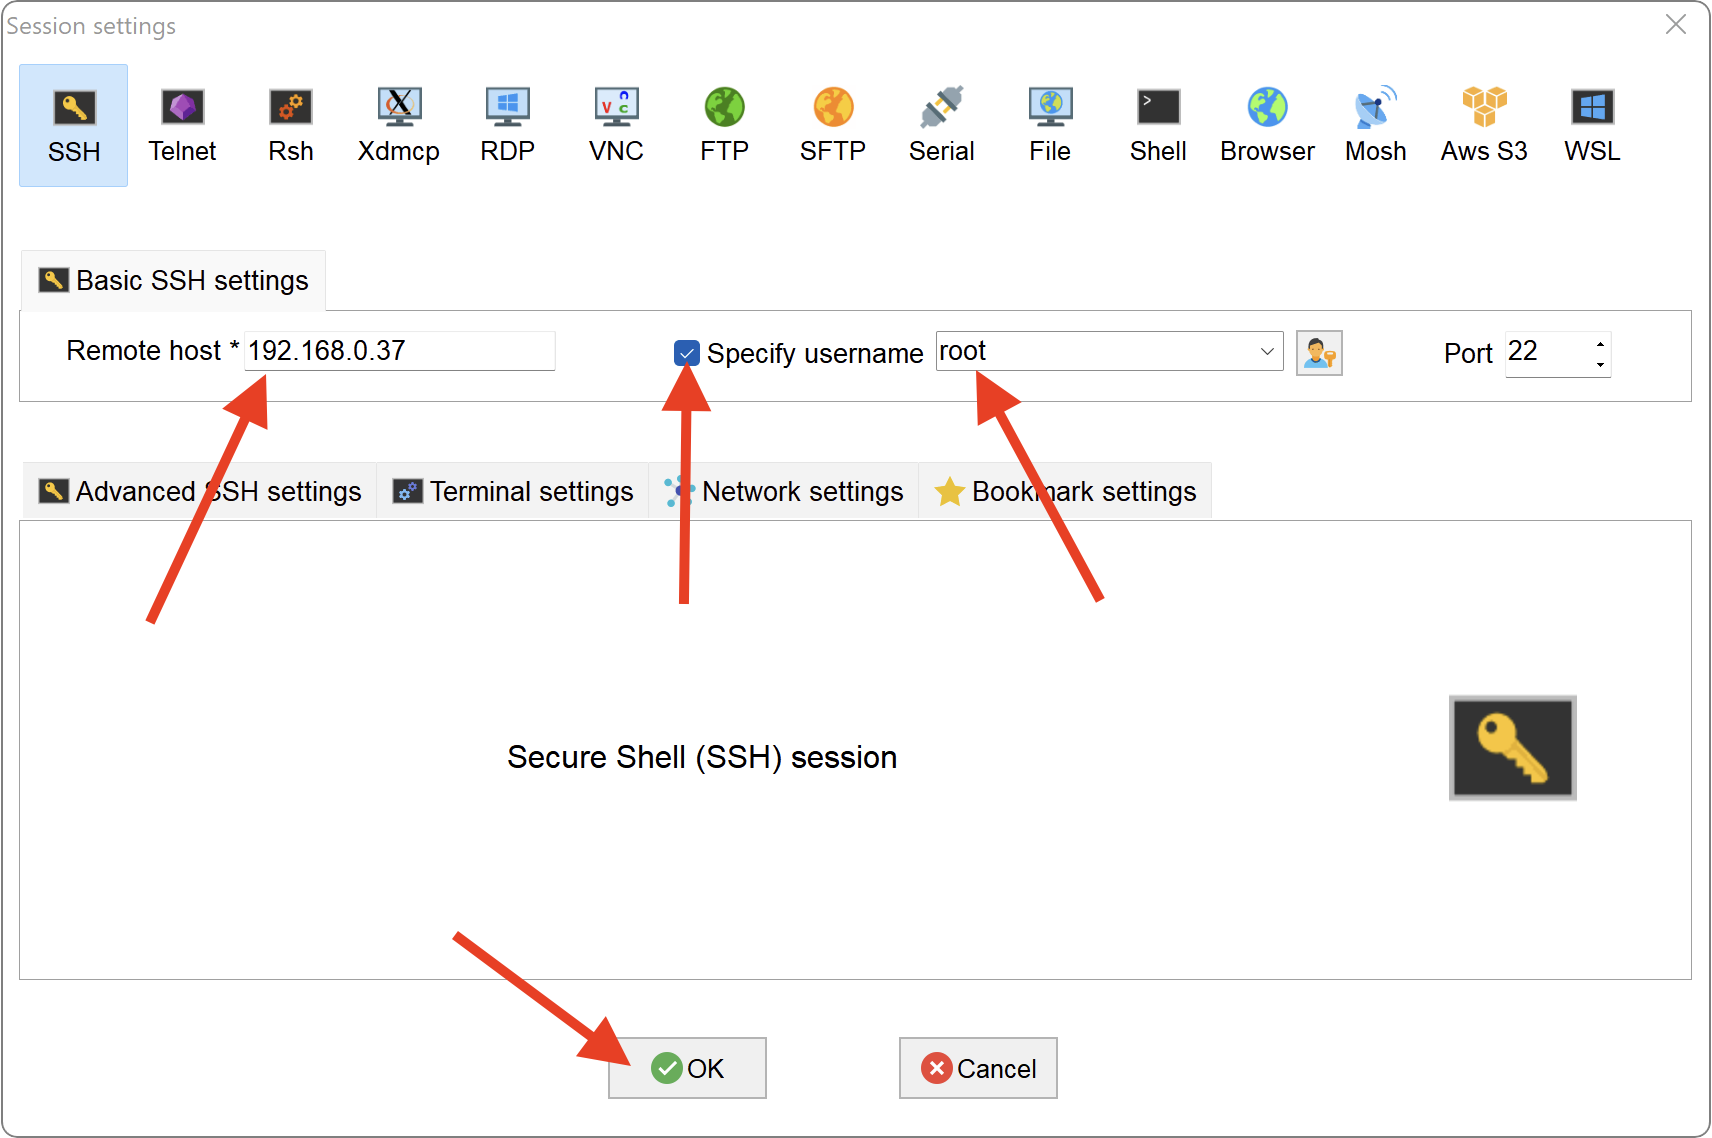 Session settings
SSH Telnet Rsh Xdmcp RDP VNC FTP SFTP Serial File Shell Browser Mosh Aws S3 WSL
Basic SSH settings
Remote host * 192.168.0.37 Specify username root Port 22
Advanced SSH settings Terminal settings Network settings Bookmark settings
Secure Shell (SSH) session
OK Cancel